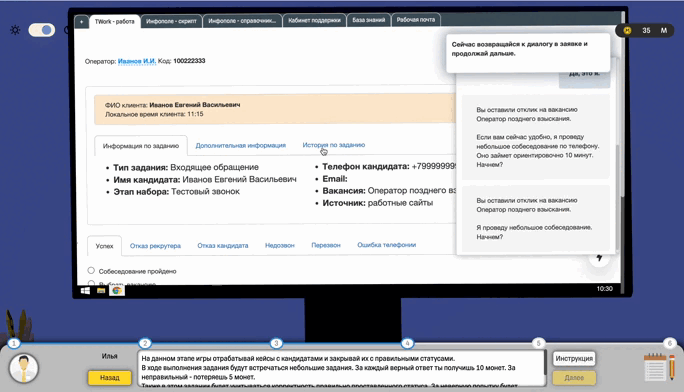 +
TWork - работа
Инфополе - скрипт
Инфополе - справочник...
Кабинет поддержки
База знаний
Рабочая почта
35 М
Сейчас возвращайся к диалогу в заявке и
продолжай дальше.
Да, это я.
Оператор: Иванов И.И. Код: 100222333
ФИО клиента: Иванов Евгений Васильевич
Локальное время клиента: 11:15
Информация по заданию
Дополнительная информация
История по заданию
• Тип задания: Входящее обращение
• Имя кандидата: Иванов Евгений Васильевич
• Этап набора: Тестовый звонок
• Телефон кандидата: +7999999999
• Email:
• Вакансия: Оператор позднего вз
• Источник: работные сайты
Вы оставили отклик на вакансию
Оператор позднего взыскания.
Если вам сейчас удобно, я проведу
небольшое собеседование по телефону.
Оно займет ориентировочно 10 минут.
Начнем?
Вы оставили отклик на вакансию
Оператор позднего взыскания.
Я проведу небольшое собеседование.
Начнем?
Успех
Отказ рекрутера
Отказ кандидата
Недозвон
Перезвон
Ошибка телефонии
Собеседование пройдено
10:30
1
2
3
4
5
6
Илья
Назад
На данном этапе игры отрабатывай кейсы с кандидатами и закрывай их с правильными статусами.
В ходе выполнения задания будут встречаться небольшие задания. За каждый верный ответ ты получишь 10 монет. За
неправильный - потеряешь 5 монет.
Инструкция
Далее